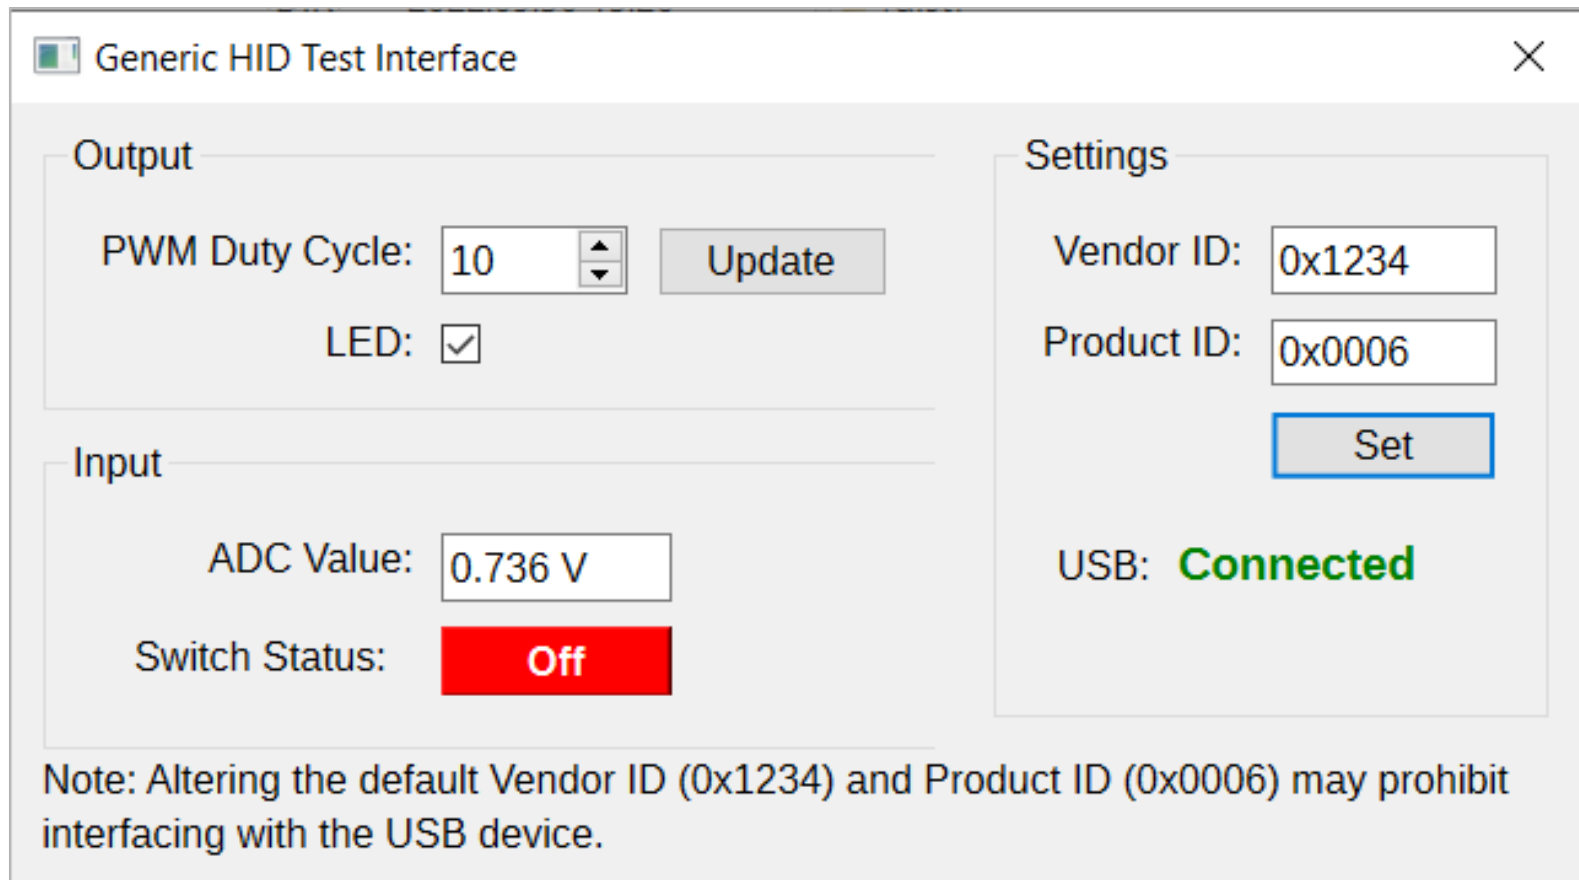 Generic HID Test Interface
Output
PWM Duty Cycle: 10 Update
LED:
Input
ADC Value: 0.736 V
Switch Status: Off
Settings
Vendor ID: 0x1234
Product ID: 0x0006
Set
USB: Connected
Note: Altering the default Vendor ID (0x1234) and Product ID (0x0006) may prohibit
interfacing with the USB device.